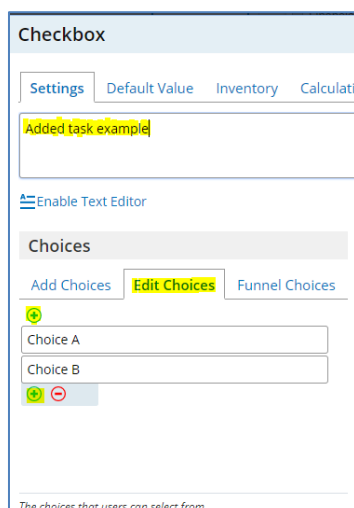 Checkbox
Settings Default Value Inventory
Added task example
Enable Text Editor
Choices
Add Choices Edit Choices Funnel Choices
Choice A
Choice B
The choices that users can select from